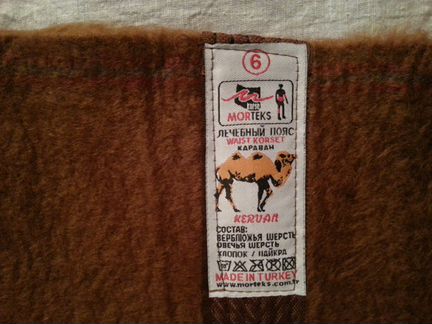 6
MORTEKS
ЛЕЧЕБНЫЙ ПОЯС
WAIST KORSET
КАРАВАН
KERVAN
СОСТАВ:
ВЕРБЛЮЖЬЯ ШЕРСТЬ
ОВЕЧЬЯ ШЕРСТЬ
ХЛОПОК / ЛАЙКРА
MADE IN TURKEY
www.morteks.com.tr